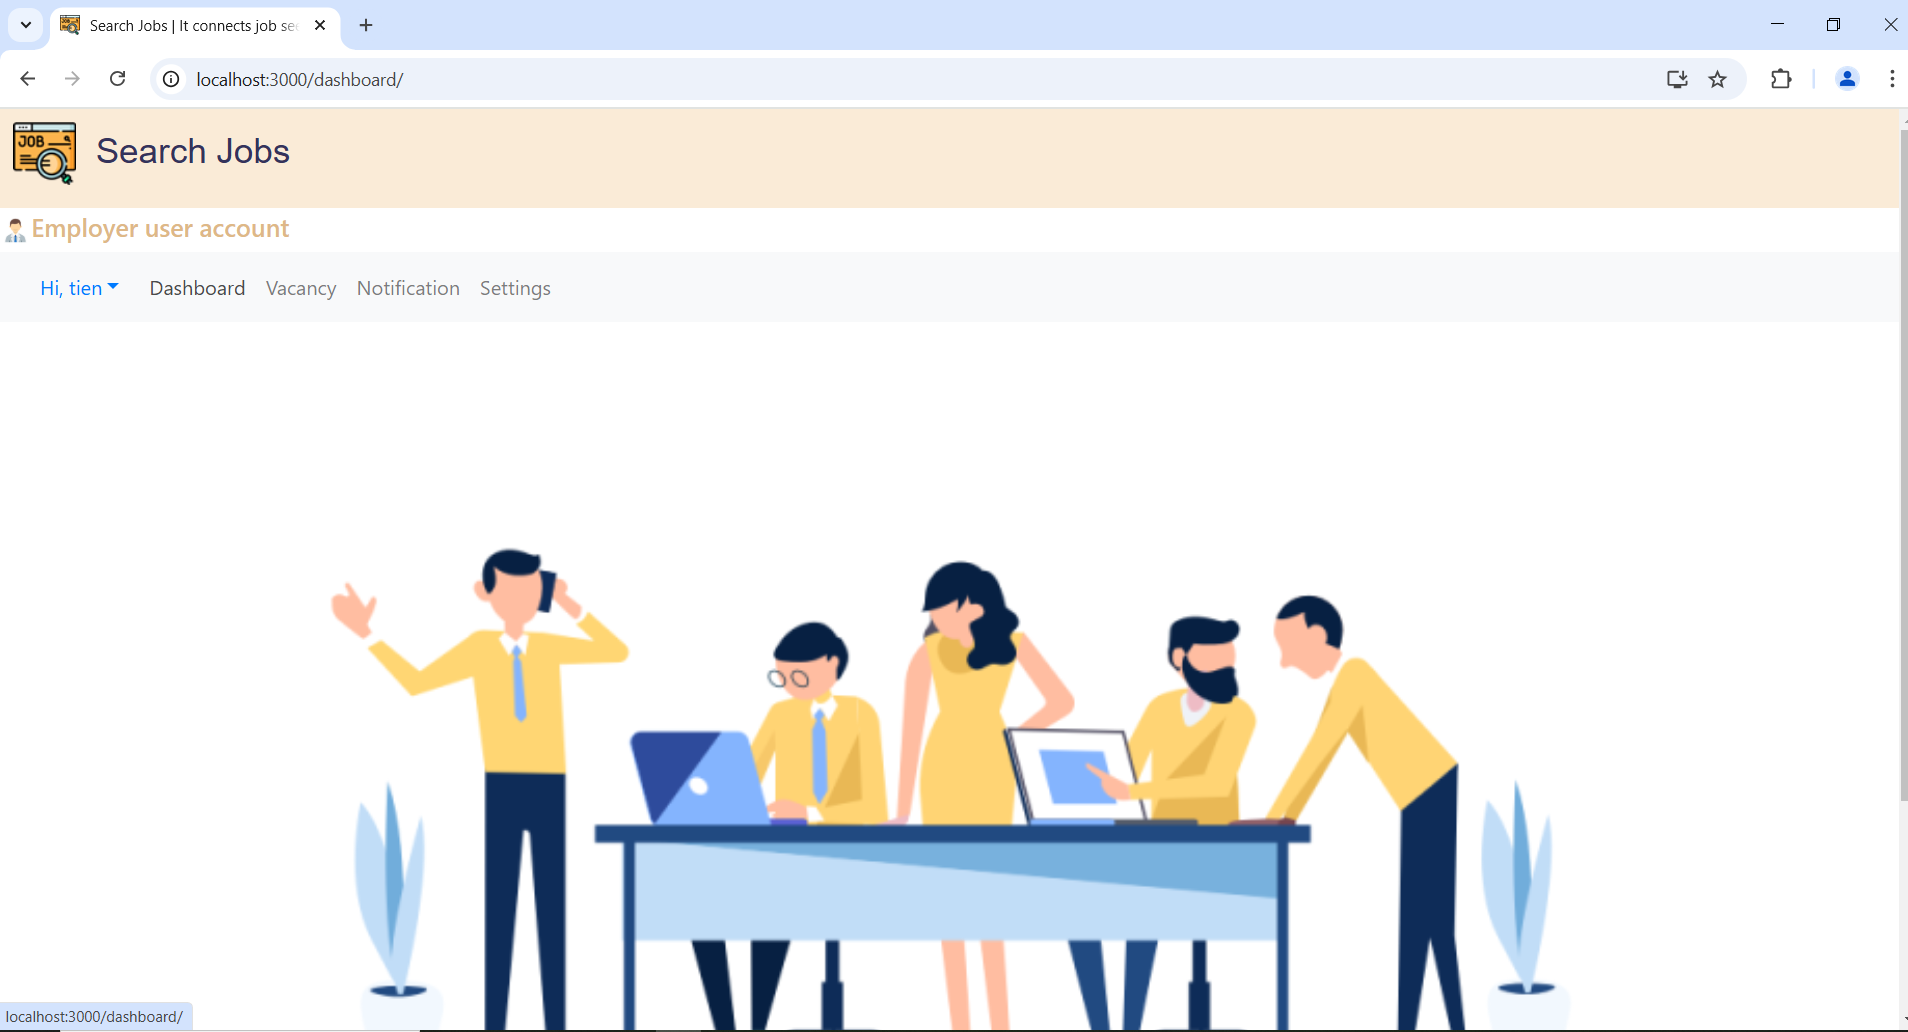 Search Jobs | It connects job se
localhost:3000/dashboard/
JOB
Search Jobs
Employer user account
Hi, tien Dashboard Vacancy Notification Settings
localhost:3000/dashboard/